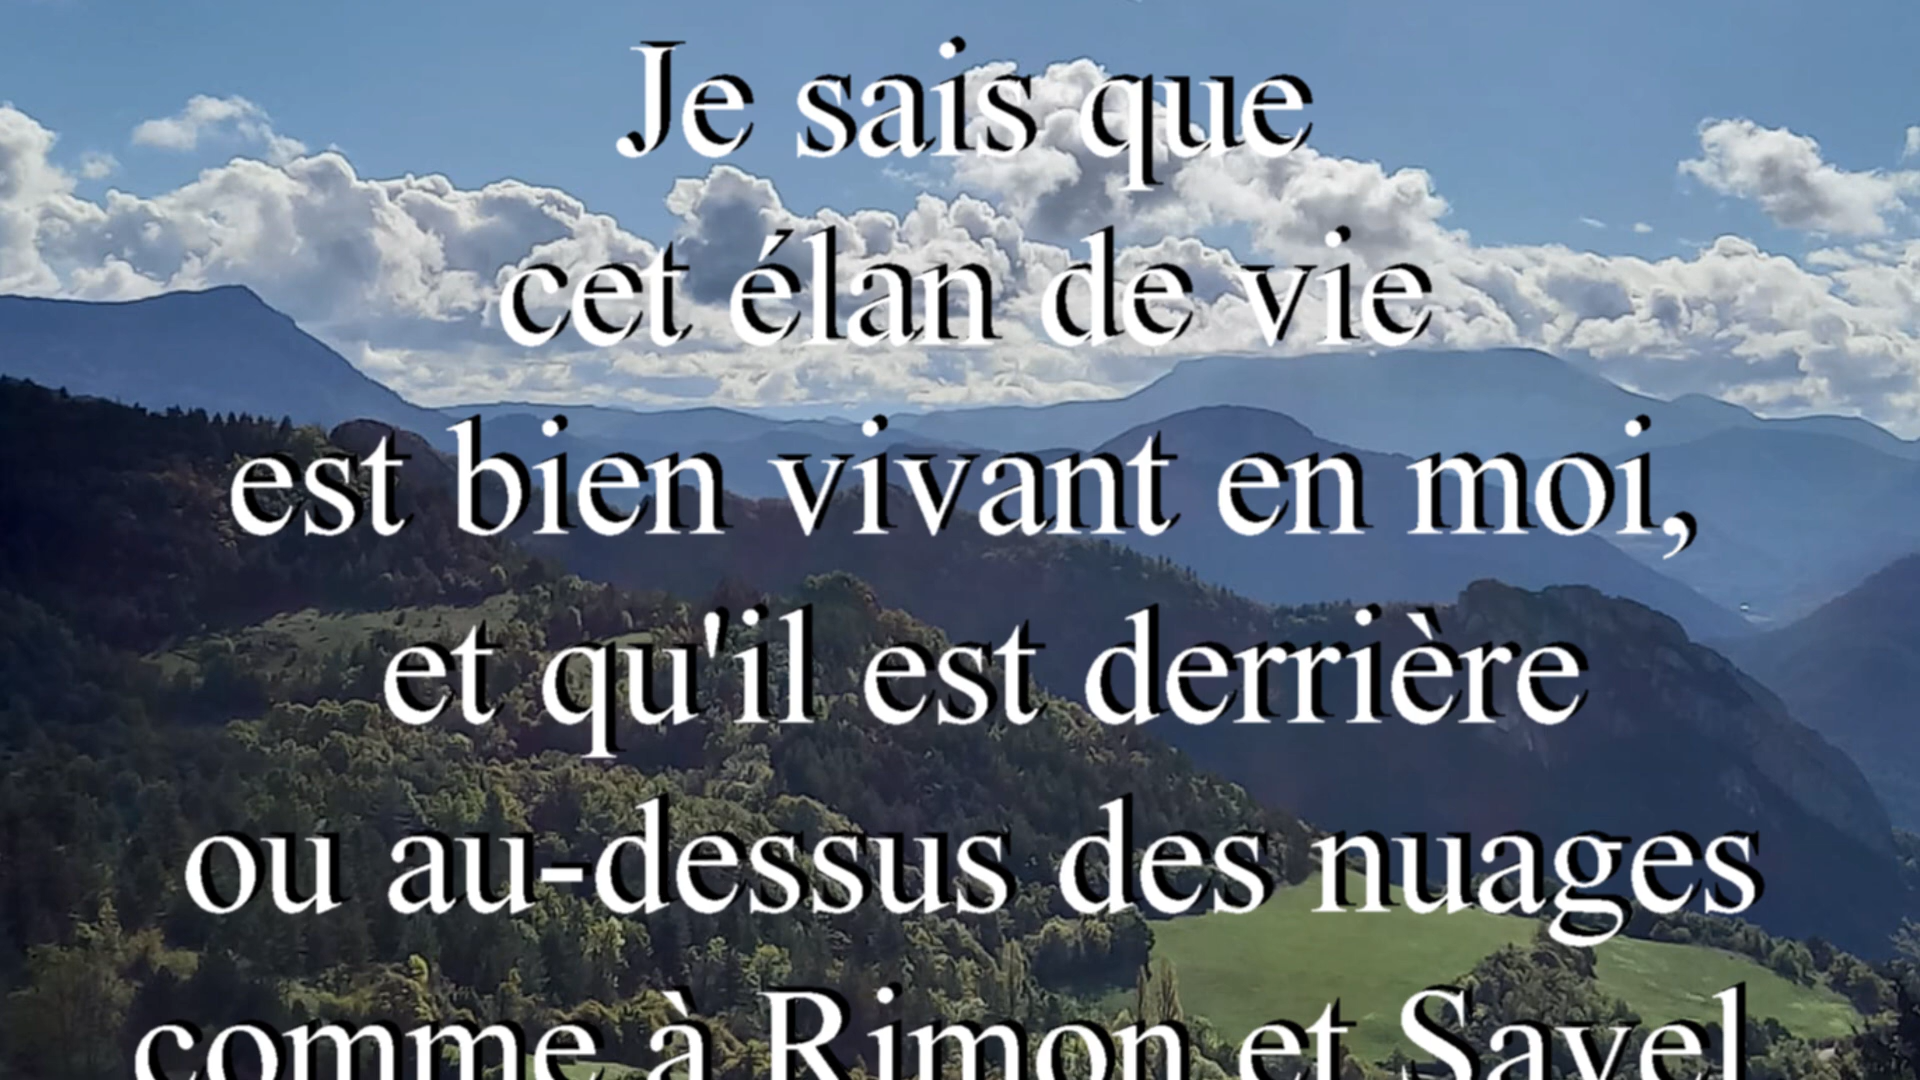 Je sais que
cet élan de vie
est bien vivant en moi,
et qu'il est derrière
ou au-dessus des nuages
comme à Rimon et Savel